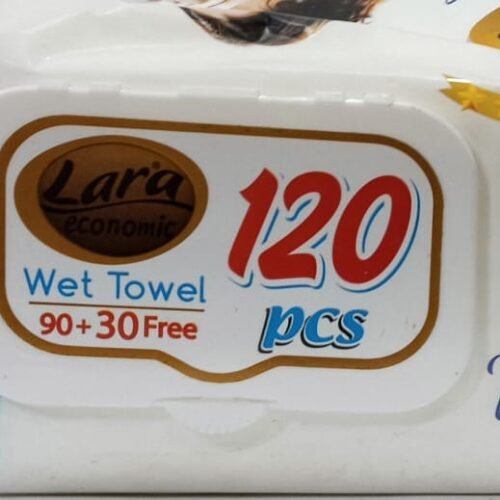 Lara
economic
Wet Towel
90+30 Free
120
pcs